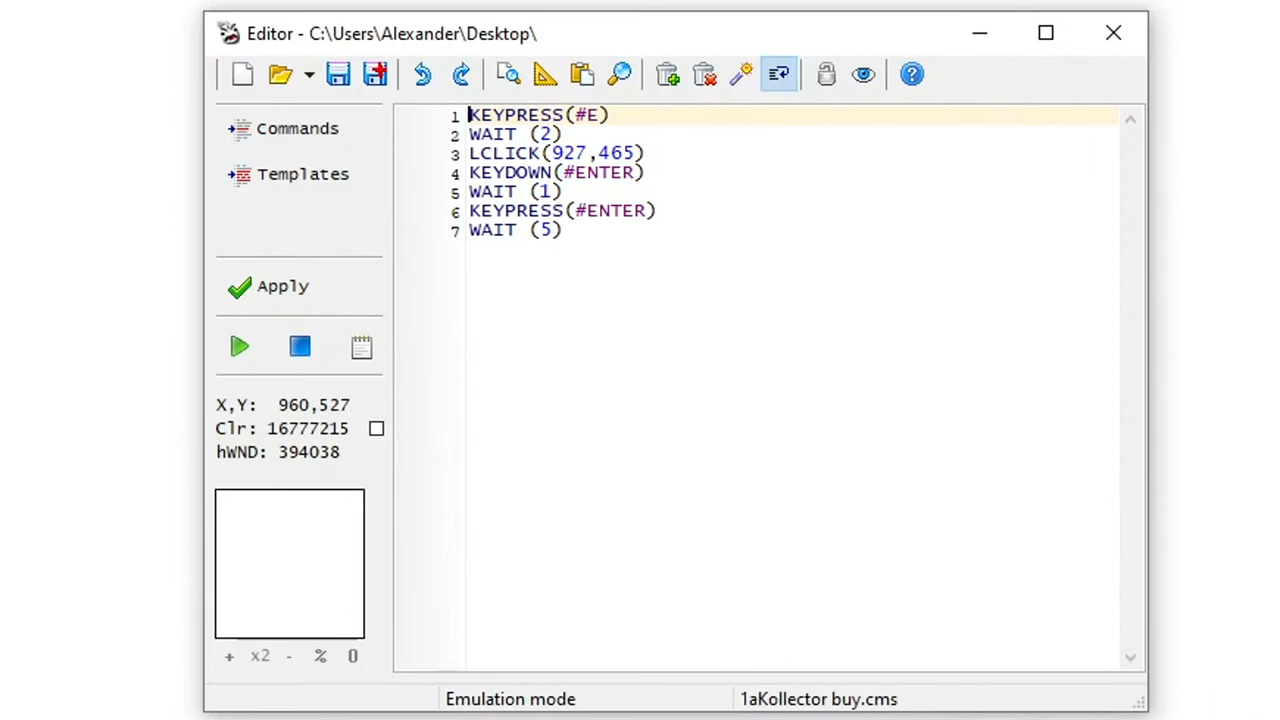 Editor - C:\Users\Alexander\Desktop\
Commands
Templates
Apply
X,Y: 960,527
Clr: 16777215
hWND: 394038
+ x2 - % 0
1 KEYPRESS(#E)
2 WAIT (2)
3 LCLICK(927,465)
4 KEYDOWN(#ENTER)
5 WAIT (1)
6 KEYPRESS(#ENTER)
7 WAIT (5)
Emulation mode
1aKollector buy.cms